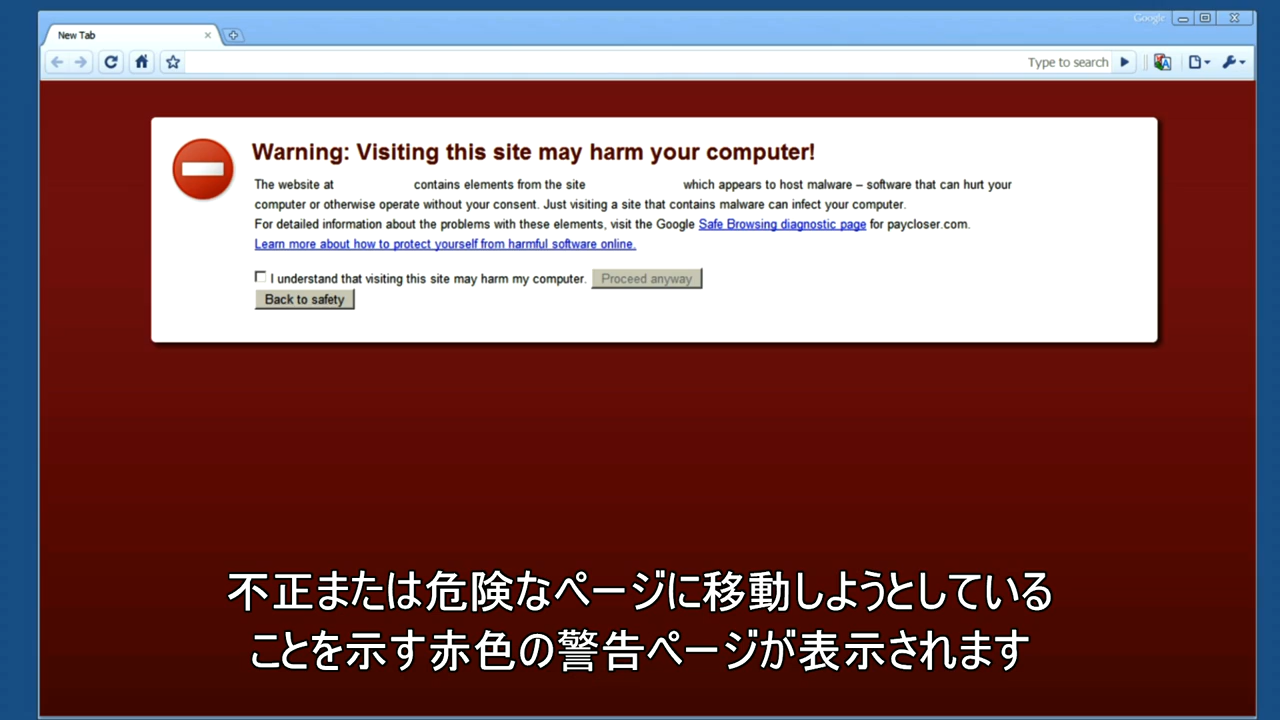 Google
New Tab
Type to search
Warning: Visiting this site may harm your computer!
The website at contains elements from the site which appears to host malware – software that can hurt your
computer or otherwise operate without your consent. Just visiting a site that contains malware can infect your computer.
For detailed information about the problems with these elements, visit the Google Safe Browsing diagnostic page for paycloser.com.
Learn more about how to protect yourself from harmful software online.
I understand that visiting this site may harm my computer. Proceed anyway
Back to safety
不正または危険なページに移動しようとしている
ことを示す赤色の警告ページが表示されます